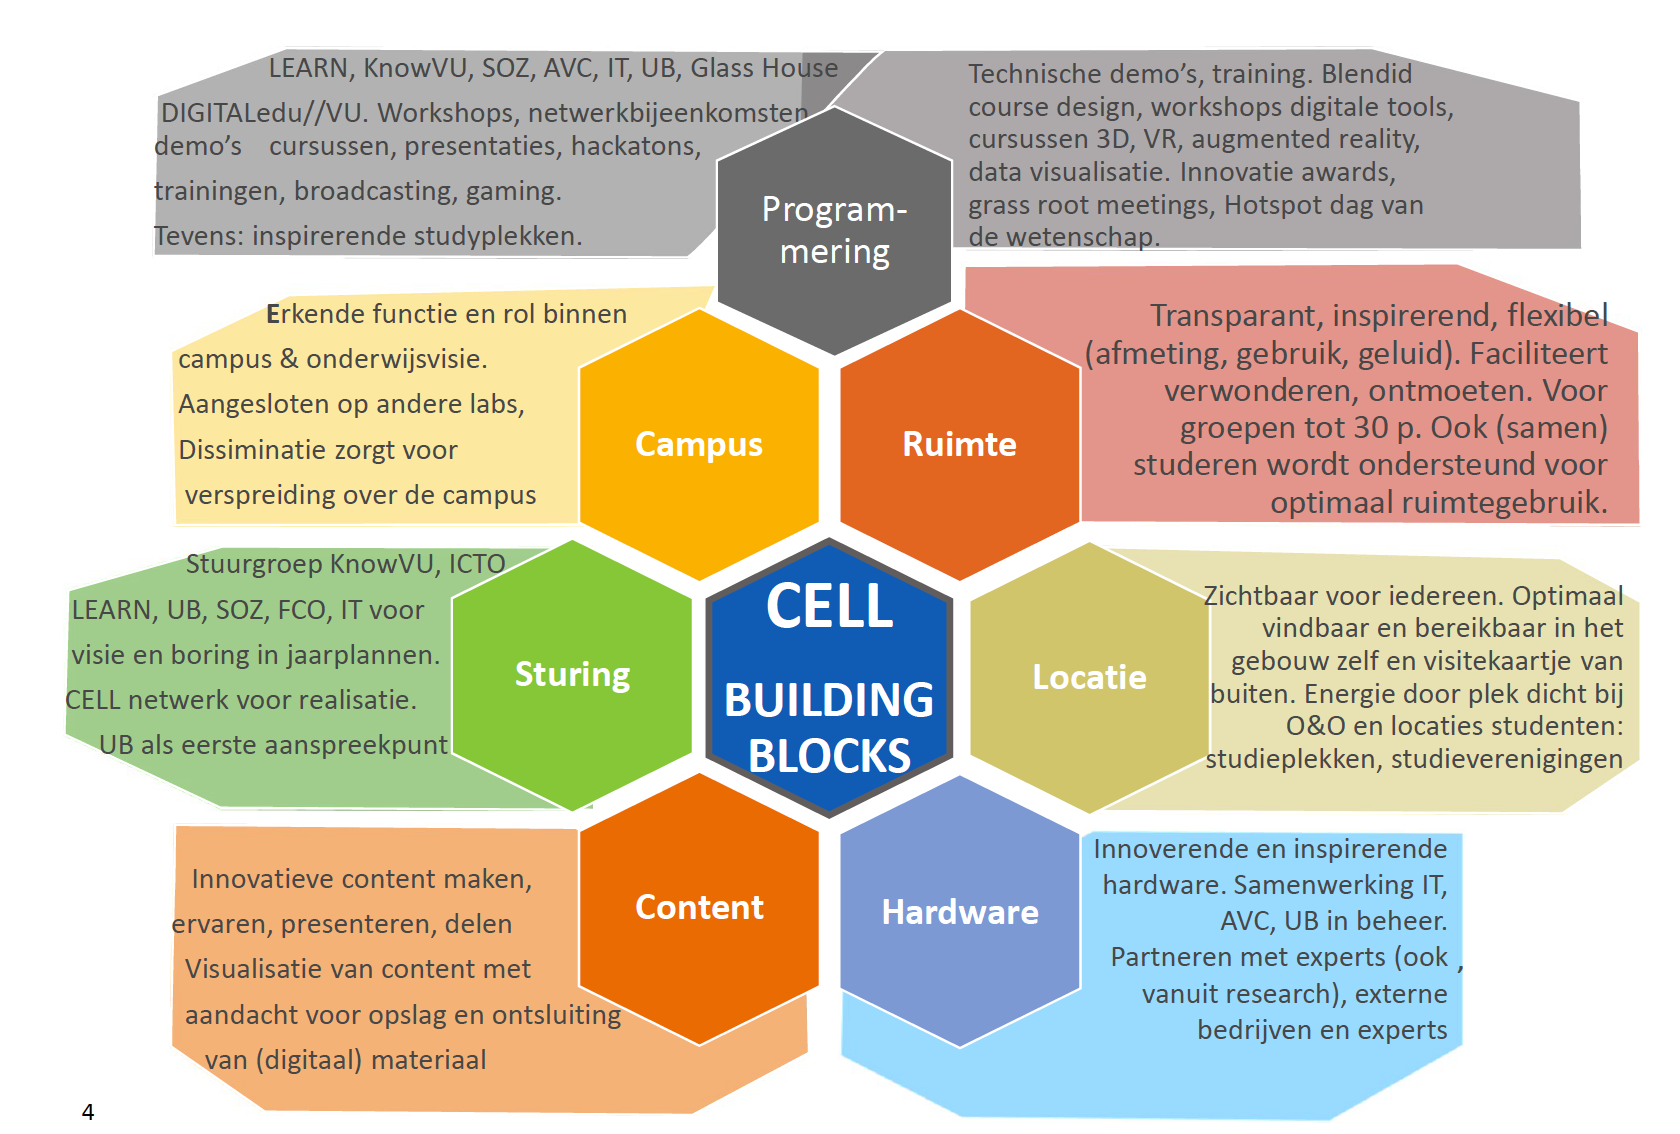 LEARN, KnowVU, SOZ, AVC, IT, UB, Glass House
DIGITALedu//VU. Workshops, netwerkbijeenkomsten
demo's cursussen, presentaties, hackatons,
trainingen, broadcasting, gaming.
Tevens: inspirerende studyplekken.
Program-
mering
Technische demo's, training. Blendid
course design, workshops digitale tools,
cursussen 3D, VR, augmented reality,
data visualisatie. Innovatie awards,
grass root meetings, Hotspot dag van
de wetenschap.
Erkende functie en rol binnen
campus & onderwijsvisie.
Aangesloten op andere labs,
Dissiminatie zorgt voor
verspreiding over de campus
Campus
Ruimte
Transparant, inspirerend, flexibel
(afmeting, gebruik, geluid). Faciliteert
verwonderen, ontmoeten. Voor
groepen tot 30 p. Ook (samen)
studeren wordt ondersteund voor
optimaal ruimtegebruik.
Stuurgroep KnowVU, ICTO
LEARN, UB, SOZ, FCO, IT voor
visie en boring in jaarplannen.
CELL netwerk voor realisatie.
UB als eerste aanspreekpunt
Sturing
CELL
BUILDING
BLOCKS
Locatie
Zichtbaar voor iedereen. Optimaal
vindbaar en bereikbaar in het
gebouw zelf en visitekaartje van
buiten. Energie door plek dicht bij
O&O en locaties studenten:
studieplekken, studieverenigingen
Innovatieve content maken,
ervaren, presenteren, delen
Visualisatie van content met
aandacht voor opslag en ontsluiting
van (digitaal) materiaal
Content
Hardware
Innoverende en inspirerende
hardware. Samenwerking IT,
AVC, UB in beheer.
Partneren met experts (ook ,
vanuit research), externe
bedrijven en experts
4